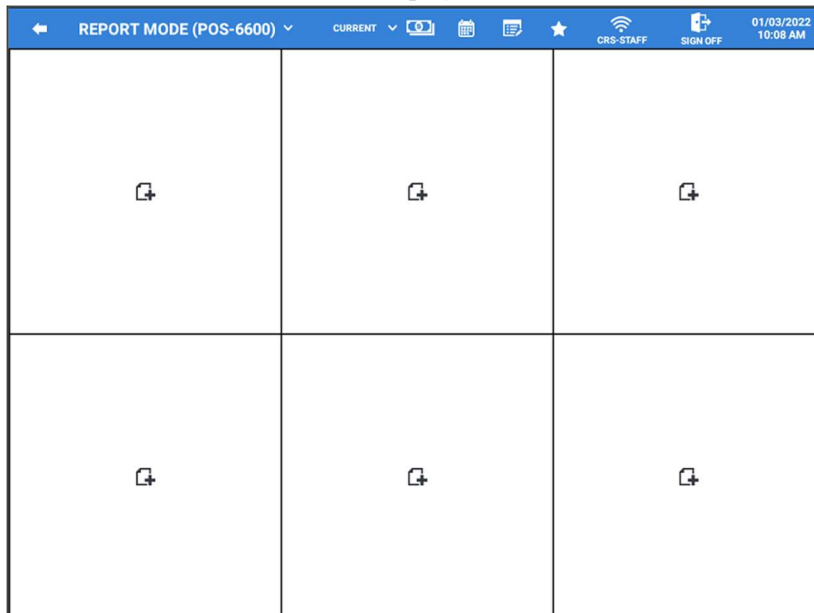 REPORT MODE (POS-6600)
CURRENT
CRS-STAFF
SIGN OFF
01/03/2022
10:08 AM